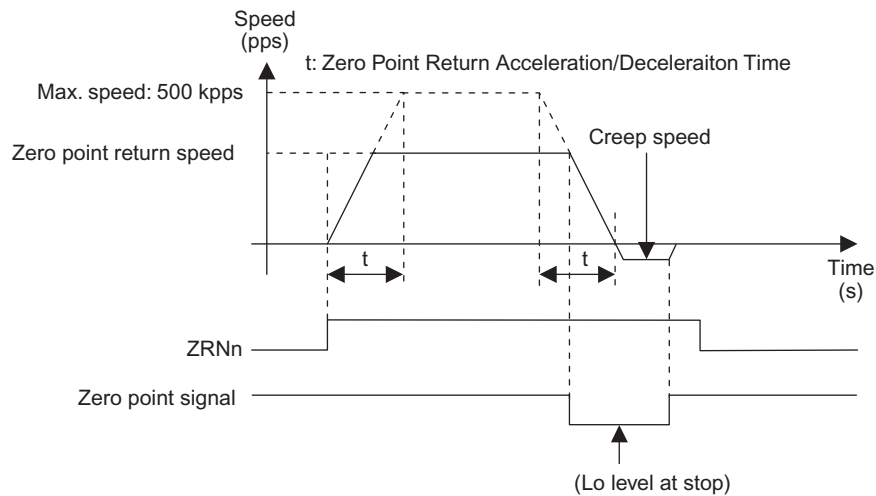 Speed
(pps)
t: Zero Point Return Acceleration/Deceleraiton Time
Max. speed: 500 kpps
Zero point return speed
Creep speed
t
t
Time
(s)
ZRNn
Zero point signal
(Lo level at stop)